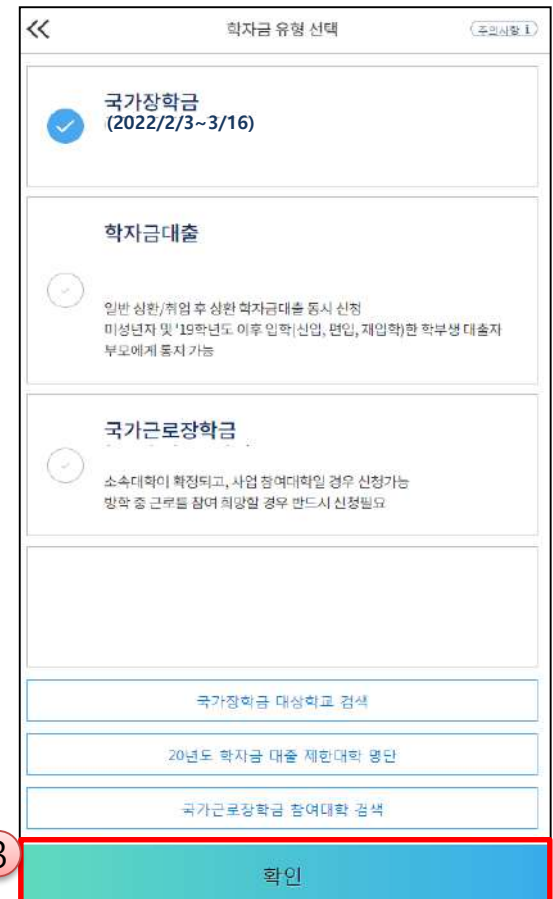 학자금 유형 선택
주의사항 i
국가장학금
(2022/2/3~3/16)
학자금대출
일반 상환/취업 후 상환 학자금대출 동시 신청
미성년자 및 '19학년도 이후 입학(신입, 편입, 재입학)한 학부생 대출자
부모에게 통지 가능
국가근로장학금
소속대학이 확정되고, 사업 참여대학일 경우 신청가능
방학 중 근로를 참여 희망할 경우 반드시 신청필요
국가장학금 대상학교 검색
20년도 학자금 대출 제한대학 명단
국가근로장학금 참여대학 검색
3
확인